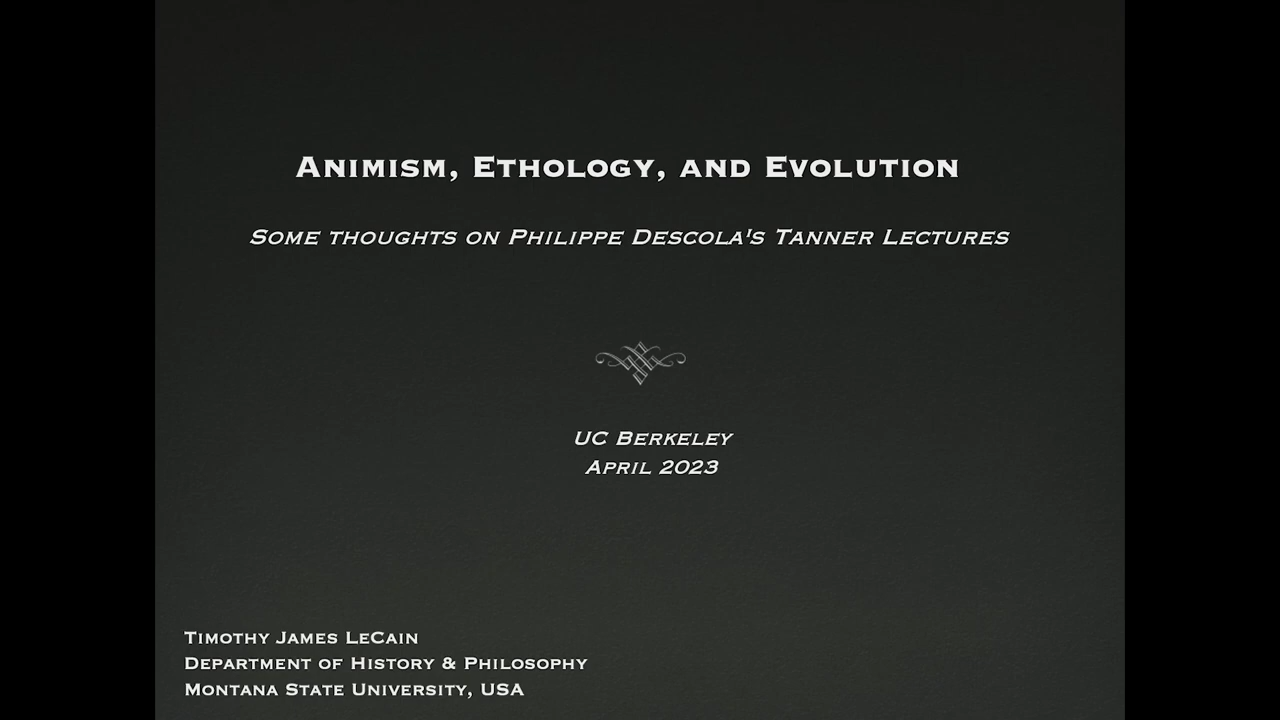 Animism, Ethology, and Evolution
Some thoughts on Philippe Descola's Tanner Lectures
UC Berkeley
April 2023
Timothy James LeCain
Department of History & Philosophy
Montana State University, USA